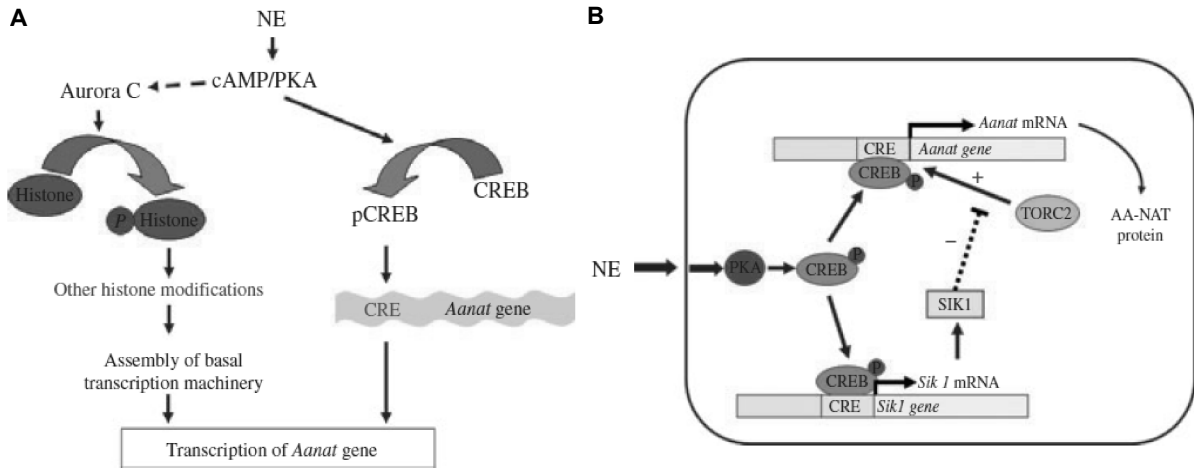 A
NE
cAMP/PKA
Aurora C
Histone
P
Histone
CREB
pCREB
Other histone modifications
CRE
Aanat gene
Assembly of basal
transcription machinery
Transcription of Aanat gene
B
Aanat mRNA
CRE
Aanat gene
CREB
P
+
TORC2
AA-NAT
protein
NE
PKA
CREB
P
–
SIK1
P
CREB
Sik 1 mRNA
CRE
Sik1 gene